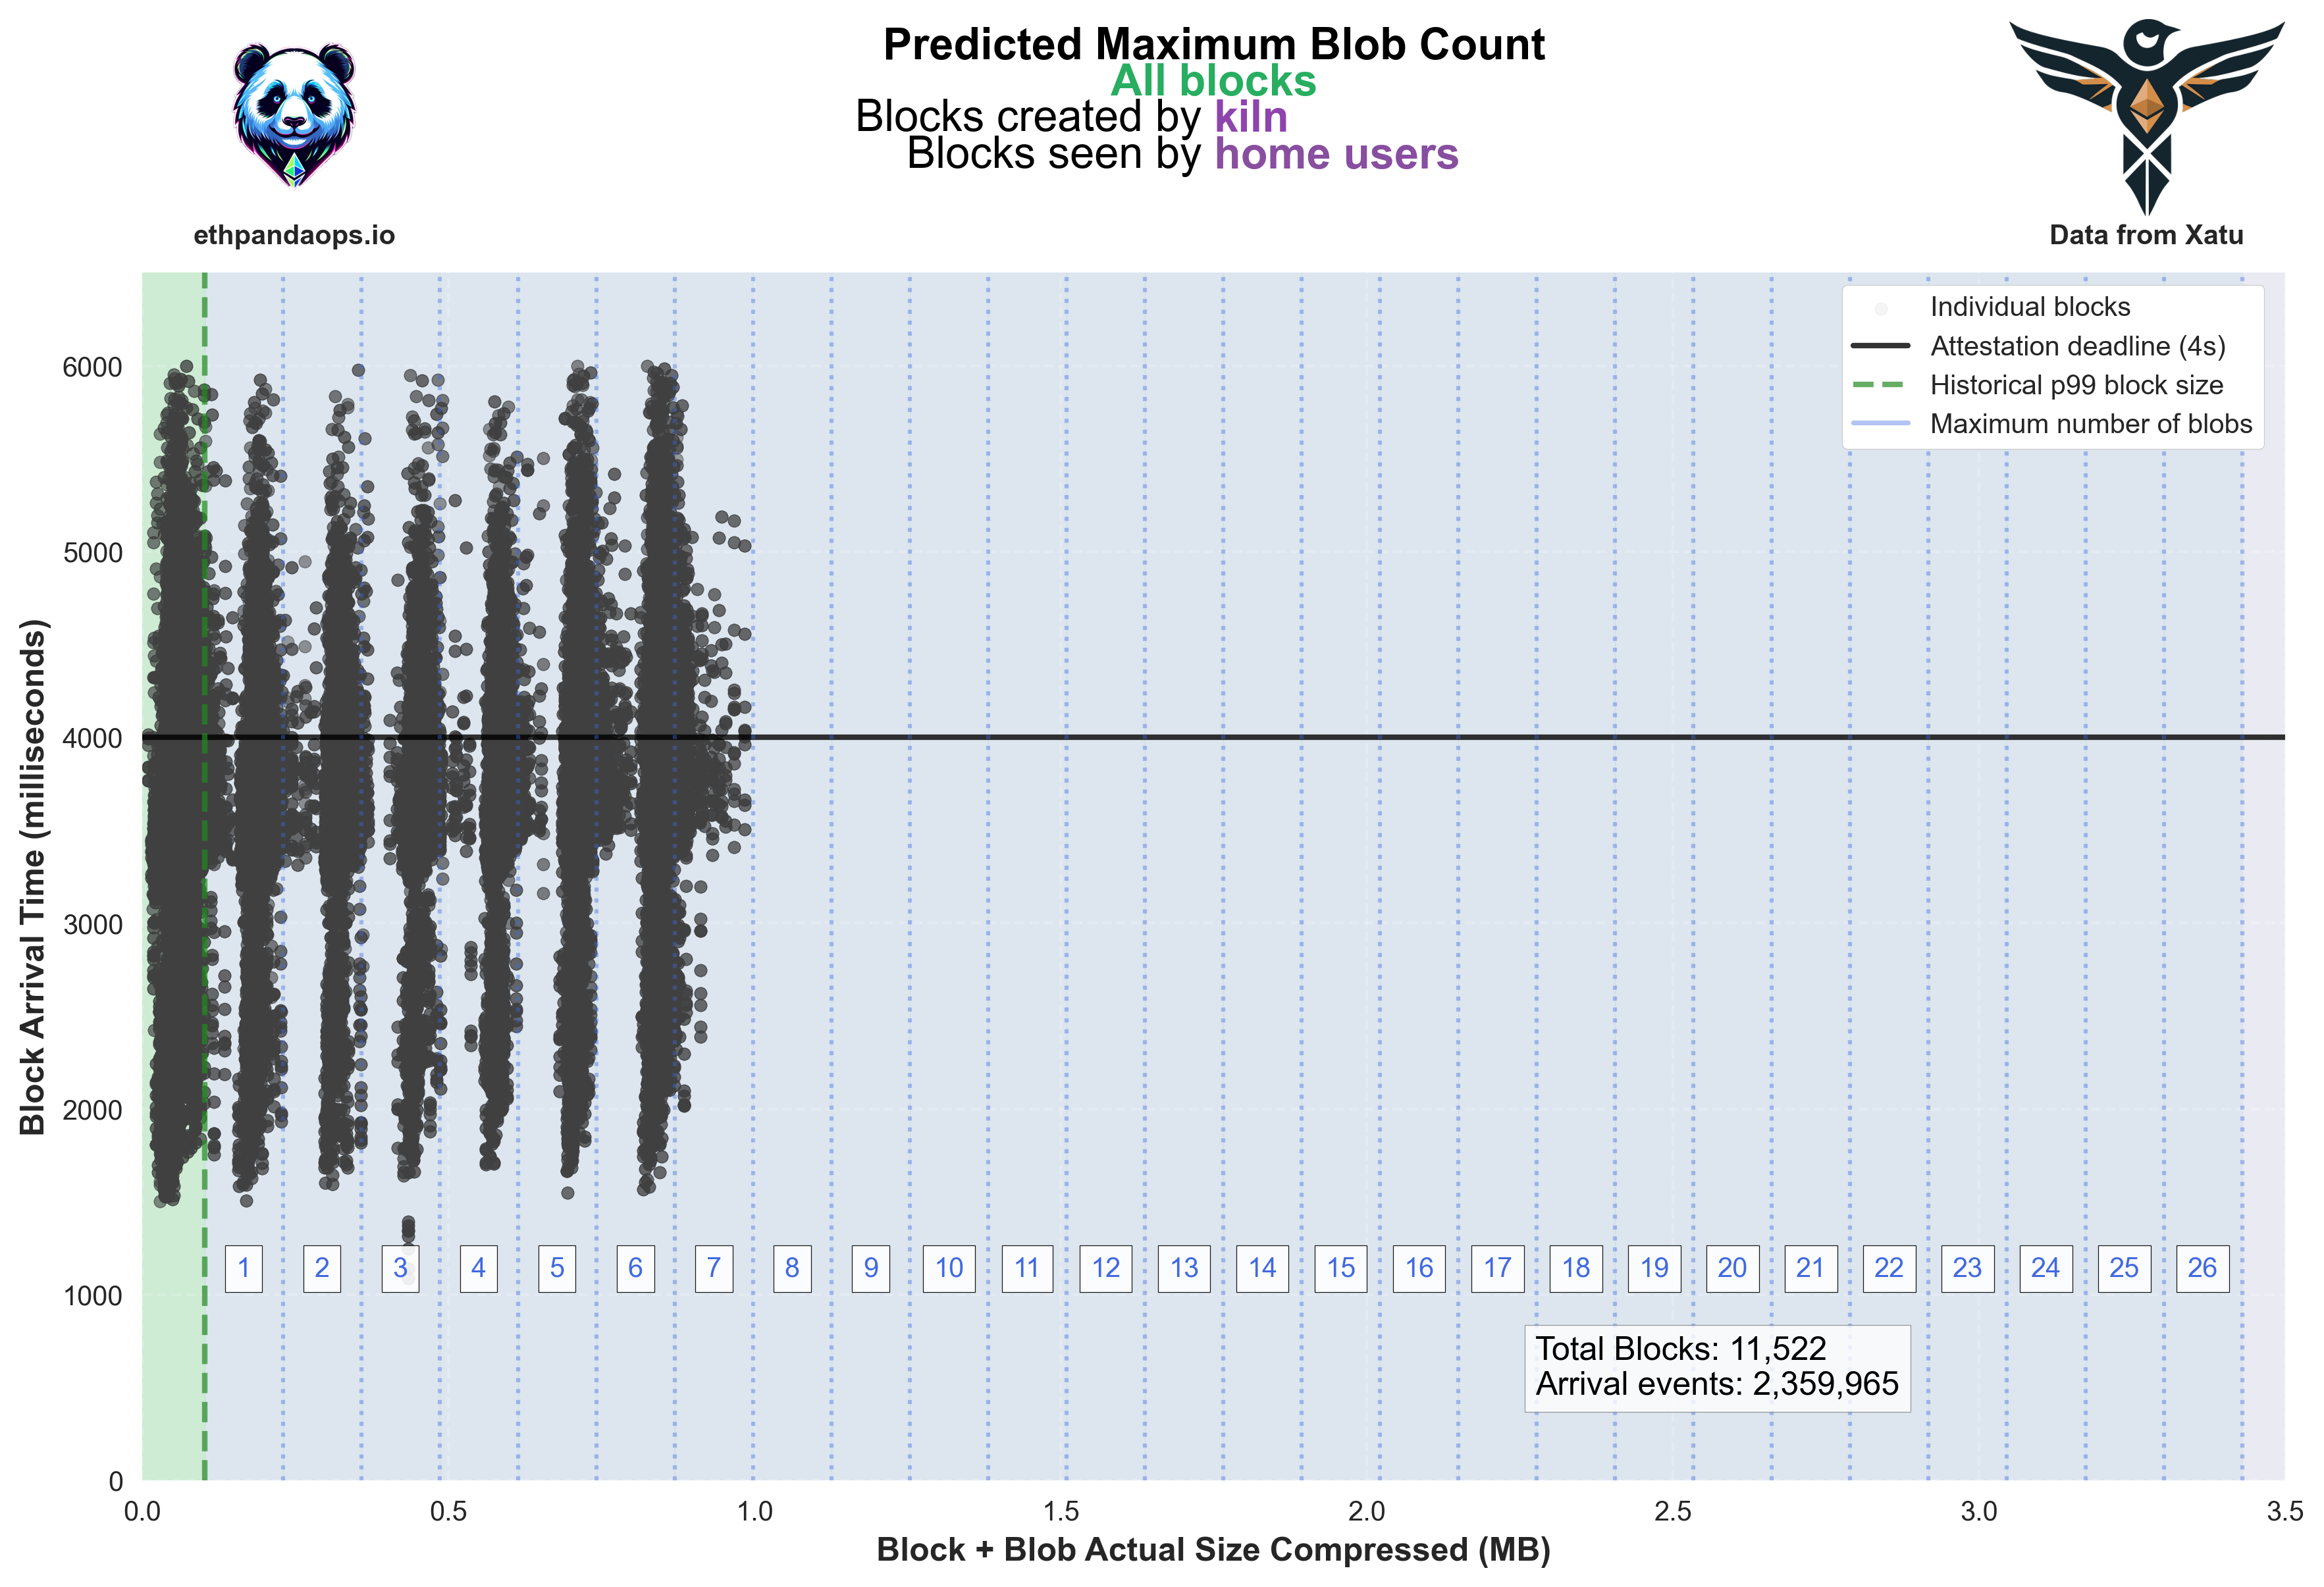 Predicted Maximum Blob Count
All blocks
Blocks created by kiln
Blocks seen by home users
ethpandaops.io
Data from Xatu
Individual blocks
Attestation deadline (4s)
Historical p99 block size
Maximum number of blobs
Block Arrival Time (milliseconds)
6000
5000
4000
3000
2000
1000
0
1 2 3 4 5 6 7 8 9 10 11 12 13 14 15 16 17 18 19 20 21 22 23 24 25 26
Total Blocks: 11,522
Arrival events: 2,359,965
0.0 0.5 1.0 1.5 2.0 2.5 3.0 3.5
Block + Blob Actual Size Compressed (MB)